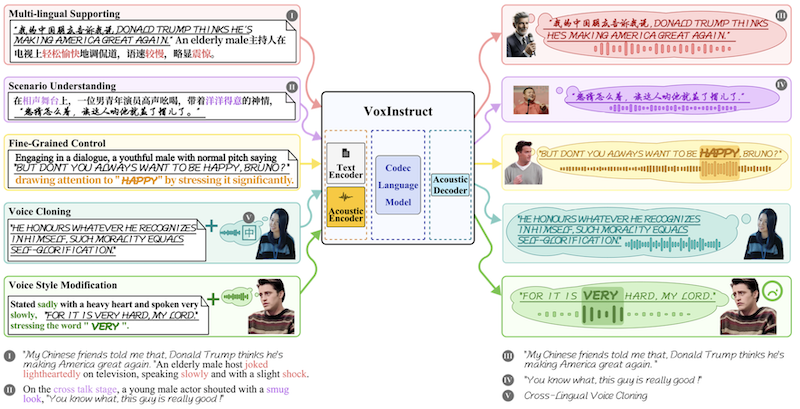 Multi-lingual Supporting
I
"我的中国朋友告诉我说, DONALD TRUMP THINKS HE'S
MAKING AMERICA GREAT AGAIN." An elderly male主持人在
电视上轻松愉快地调侃道，语速较慢，略显震惊。
Scenario Understanding
II
在相声舞台上，一位男青年演员高声吆喝，带着洋洋得意的神情，
"您猜怎么着，诶这人呐他就盖了帽儿了。"
Fine-Grained Control
Engaging in a dialogue, a youthful male with normal pitch saying
"BUT DON'T YOU ALWAYS WANT TO BE HAPPY, BRUNO?"
drawing attention to "HAPPY" by stressing it significantly.
Voice Cloning
"HE HONOURS WHATEVER HE RECOGNIZES
IN HIMSELF, SUCH MORALITY EQUALS
SELF-GLORIFICATION."
+
V
中
Voice Style Modification
Stated sadly with a heavy heart and spoken very
slowly, "FOR IT IS VERY HARD, MY LORD."
stressing the word "VERY".
+
VoxInstruct
Text
Encoder
Acoustic
Encoder
Codec
Language
Model
Acoustic
Decoder
III
"我的中国朋友告诉我说, DONALD TRUMP THINKS
HE'S MAKING AMERICA GREAT AGAIN."
IV
"您猜怎么着，诶这人呐他就盖了帽儿了."
"BUT DON'T YOU ALWAYS WANT TO BE HAPPY, BRUNO?"
"HE HONOURS WHATEVER HE RECOGNIZES
IN HIMSELF, SUCH MORALITY EQUALS
SELF-GLORIFICATION."
"FOR IT IS VERY HARD, MY LORD."
I "My Chinese friends told me that, Donald Trump thinks he's
making America great again. "An elderly male host joked
lightheartedly on television, speaking slowly and with a slight shock.
II On the cross talk stage, a young male actor shouted with a smug
look, "You know what, this guy is really good !"
III "My Chinese friends told me that, Donald Trump thinks he's
making America great again. "
IV "You know what, this guy is really good !"
V Cross-Lingual Voice Cloning